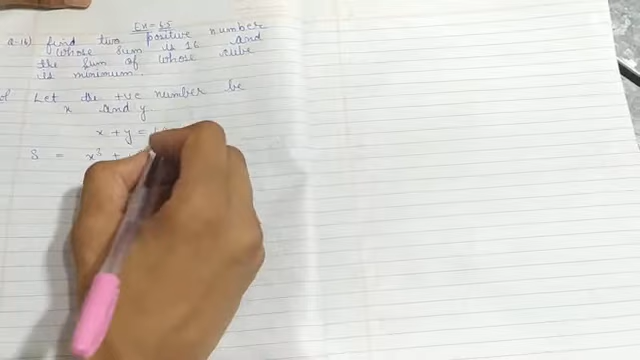 Ex = 6.5
Q-16) find two positive number
whose sum is 16 and
the sum of whose cube
is minimum.
Let the +ve number be
x and y
x + y = 16
S = x³ +